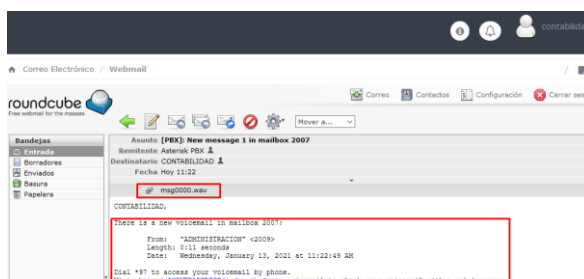 contabilida
Correo Electrónico / Webmail /
Correo Contactos Configuración Cerrar ses
roundcube
Free webmail for the masses
Mover a...
Bandejas
Entrada
Borradores
Enviados
Basura
Papelera
Asunto [PBX]: New message 1 in mailbox 2007
Remitente Asterisk PBX
Destinatario CONTABILIDAD
Fecha Hoy 11:22
msg0000.wav
CONTABILIDAD,
There is a new voicemail in mailbox 2007:
From: "ADMINISTRACION" <2009>
Length: 0:11 seconds
Date: Wednesday, January 13, 2021 at 11:22:49 AM
Dial *97 to access your voicemail by phone.